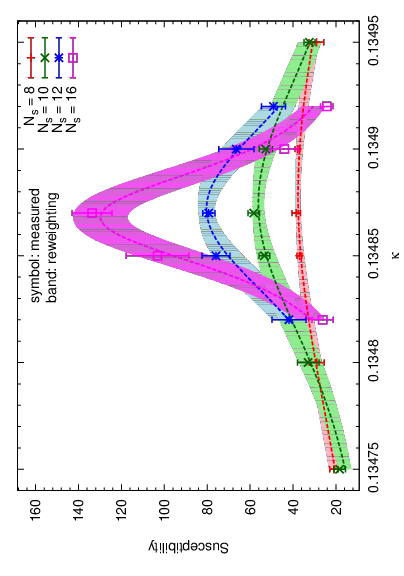 symbol: measured
band: reweighting
N_s = 8
N_s = 10
N_s = 12
N_s = 16
Susceptibility
160
140
120
100
80
60
40
20
0.13475
0.1348
0.13485
0.1349
0.13495
κ